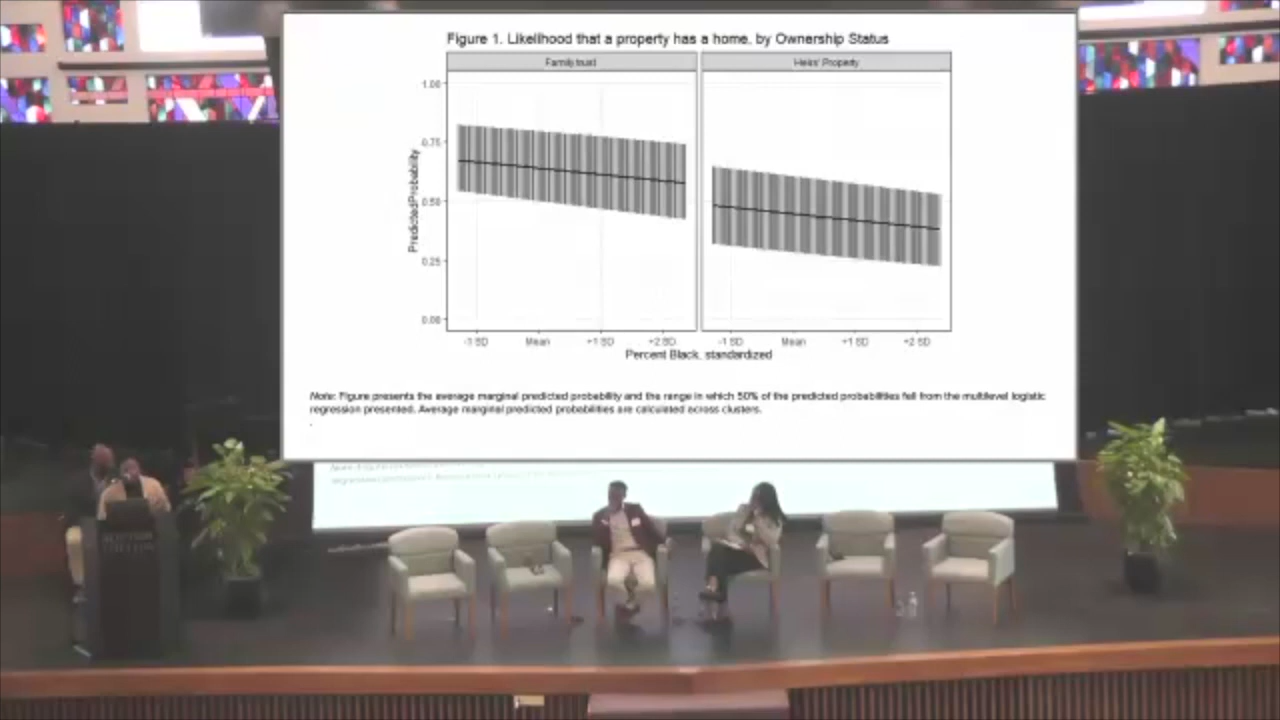 Figure 1. Likelihood that a property has a home, by Ownership Status
Family trust
Heirs' Property
Predicted Probability
1.00
0.75
0.50
0.25
0.00
-1 SD Mean +1 SD +2 SD
-1 SD Mean +1 SD +2 SD
Percent Black, standardized
Note: Figure presents the average marginal predicted probability and the range in which 50% of the predicted probabilities fell from the multilevel logistic
regression presented. Average marginal predicted probabilities are calculated across clusters.